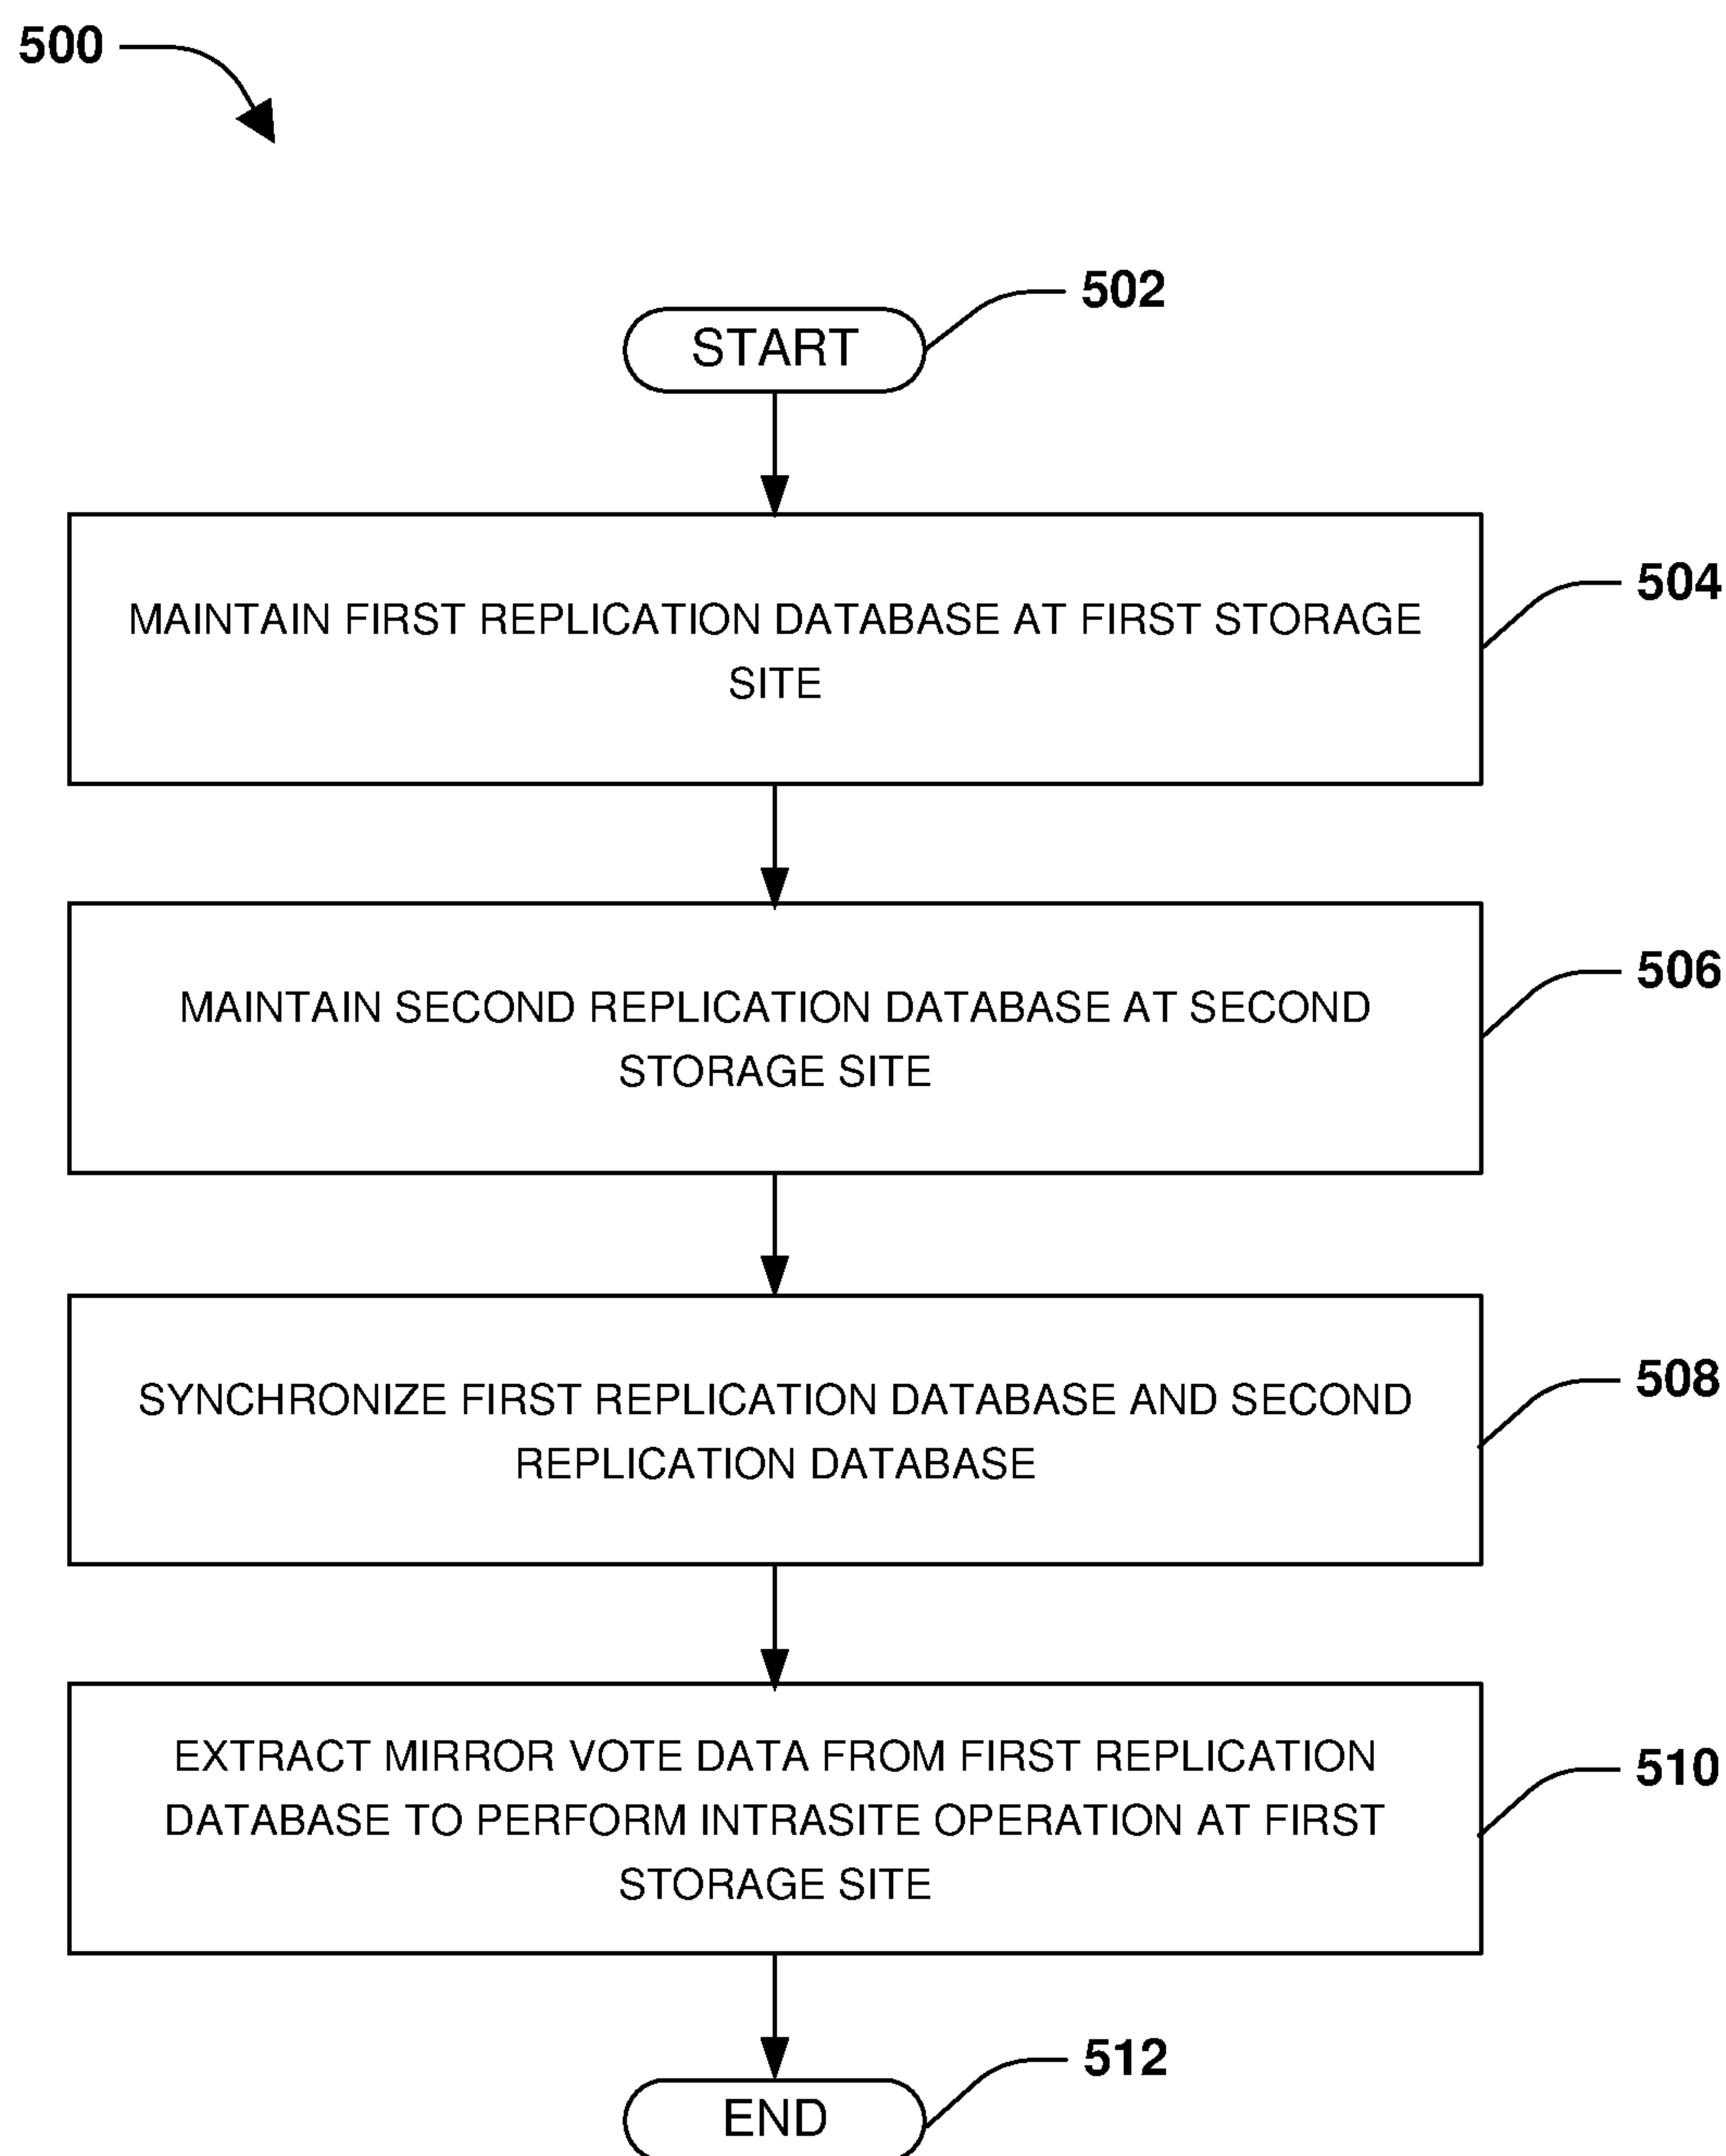 500
502
START
MAINTAIN FIRST REPLICATION DATABASE AT FIRST STORAGE
SITE
504
MAINTAIN SECOND REPLICATION DATABASE AT SECOND
STORAGE SITE
506
SYNCHRONIZE FIRST REPLICATION DATABASE AND SECOND
REPLICATION DATABASE
508
EXTRACT MIRROR VOTE DATA FROM FIRST REPLICATION
DATABASE TO PERFORM INTRASITE OPERATION AT FIRST
STORAGE SITE
510
512
END